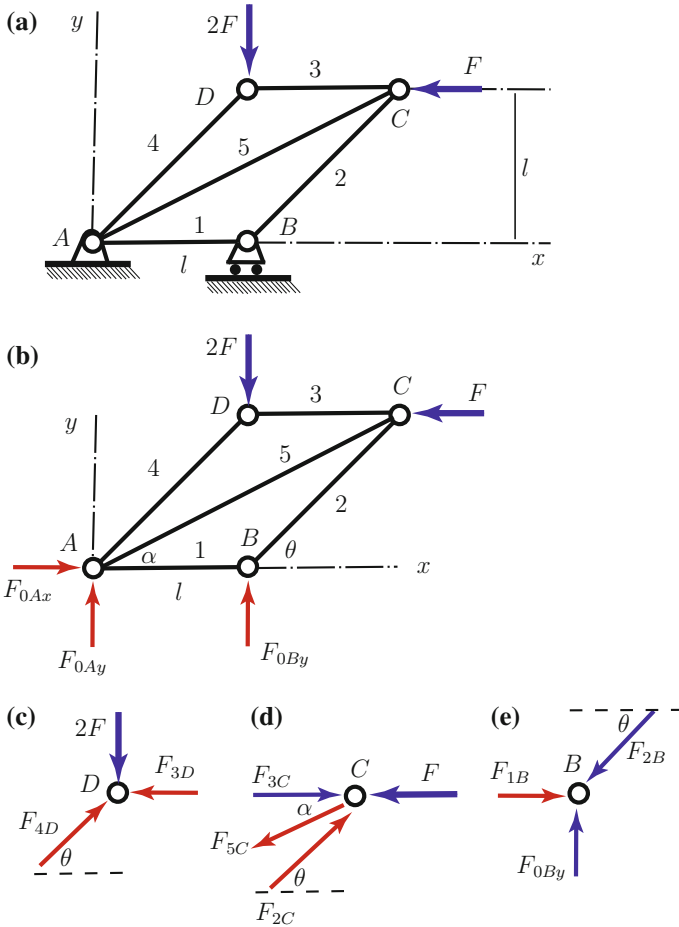 (a)
y
2F
3
F
D
C
4
5
2
l
1
B
A
l
x
(b)
2F
D
3
C
F
y
4
5
2
A
α
1
B
θ
x
F0Ax
l
F0Ay
F0By
(c)
2F
F3D
D
F4D
θ
(d)
F3C
C
F
α
F5C
θ
F2C
(e)
θ
F2B
B
F1B
F0By